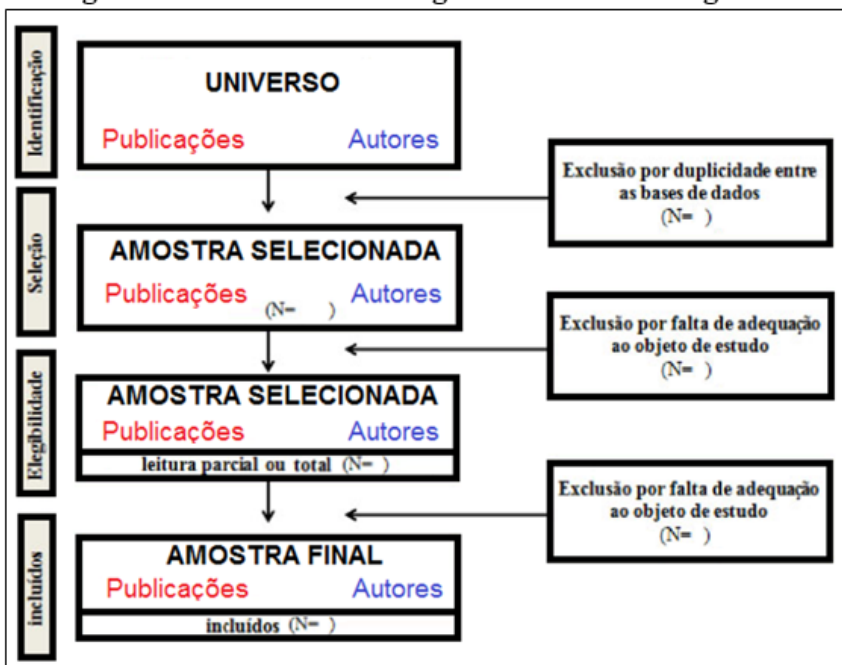 Identificação
UNIVERSO
Publicações Autores
Exclusão por duplicidade entre
as bases de dados
(N= )
Seleção
AMOSTRA SELECIONADA
Publicações (N= ) Autores
Exclusão por falta de adequação
ao objeto de estudo
(N= )
Elegibilidade
AMOSTRA SELECIONADA
Publicações Autores
leitura parcial ou total (N= )
Exclusão por falta de adequação
ao objeto de estudo
(N= )
incluídos
AMOSTRA FINAL
Publicações Autores
incluídos (N= )